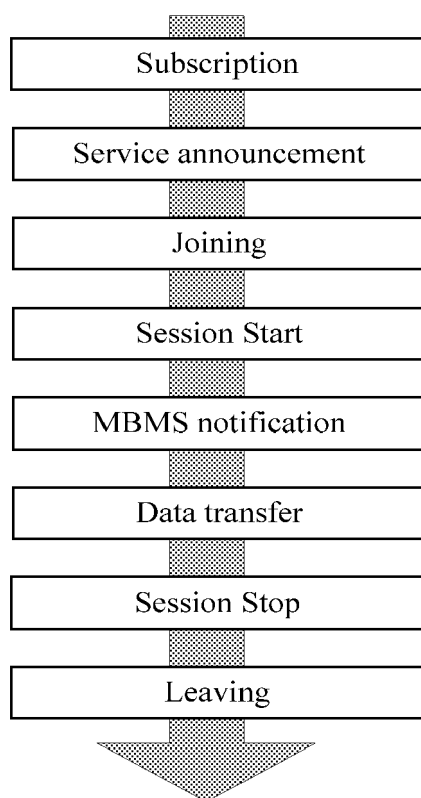 Subscription
Service announcement
Joining
Session Start
MBMS notification
Data transfer
Session Stop
Leaving